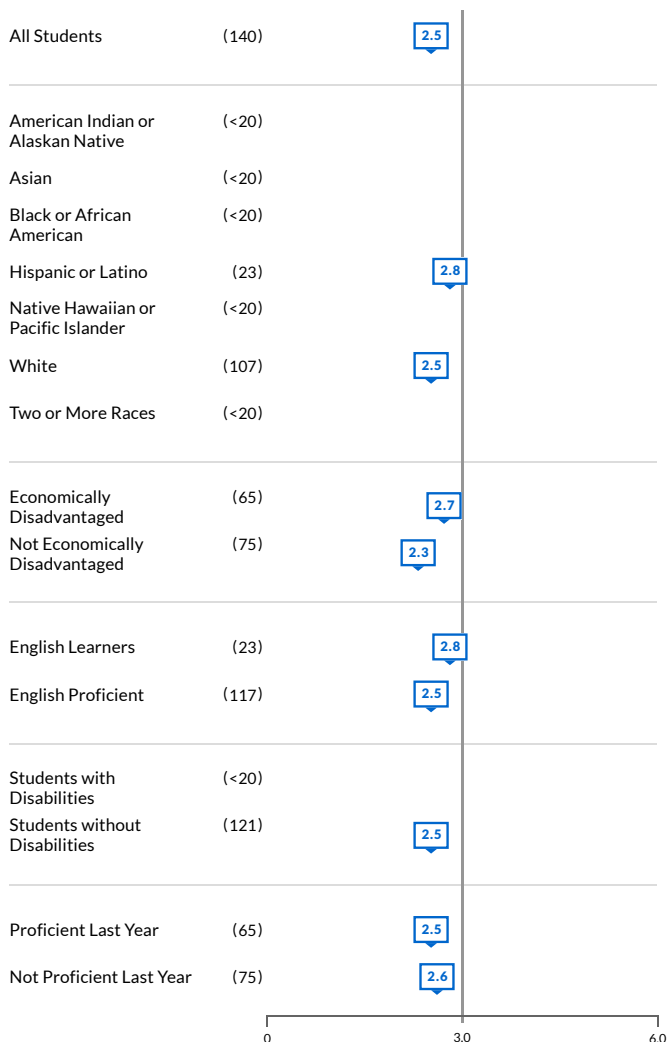 All Students (140) 2.5
American Indian or (<20)
Alaskan Native
Asian (<20)
Black or African (<20)
American
Hispanic or Latino (23) 2.8
Native Hawaiian or (<20)
Pacific Islander
White (107) 2.5
Two or More Races (<20)
Economically (65) 2.7
Disadvantaged
Not Economically (75) 2.3
Disadvantaged
English Learners (23) 2.8
English Proficient (117) 2.5
Students with (<20)
Disabilities
Students without (121) 2.5
Disabilities
Proficient Last Year (65) 2.5
Not Proficient Last Year (75) 2.6
0 3.0 6.0